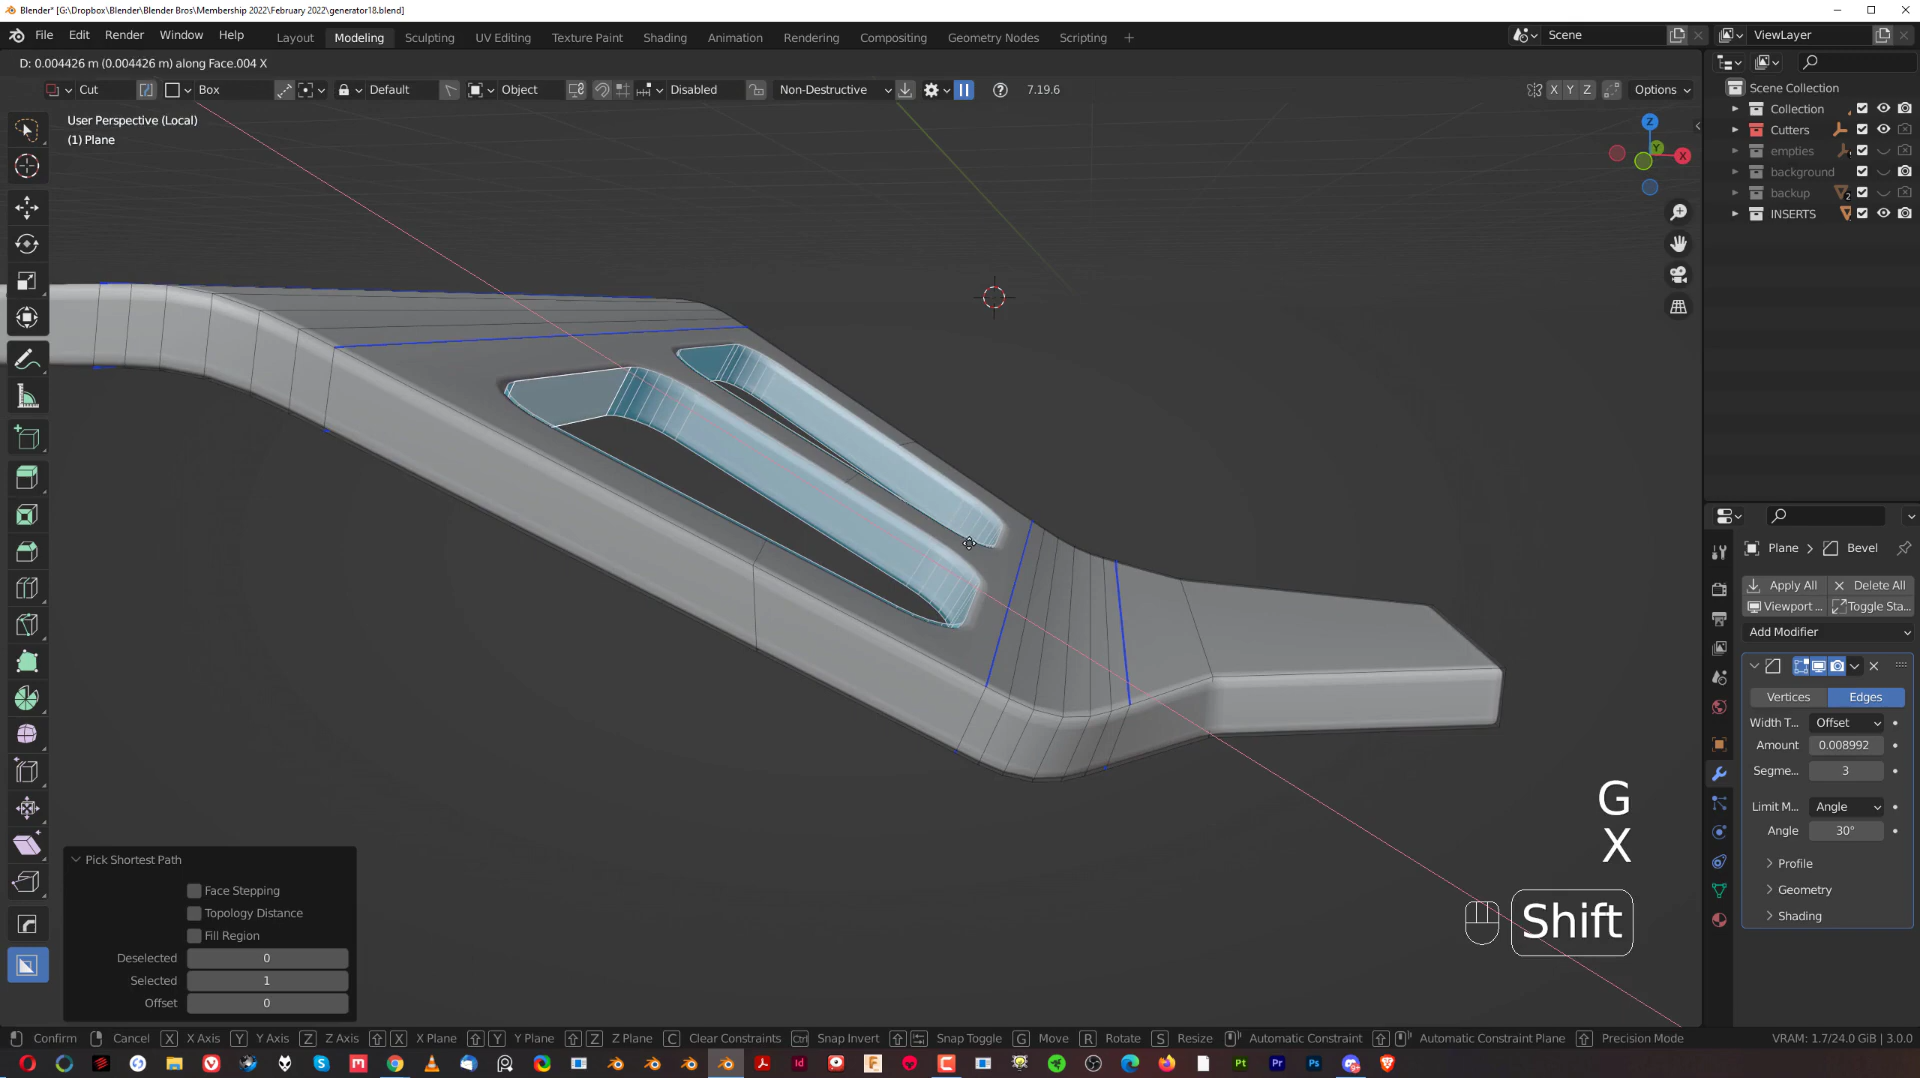 Blender* [G:\Dropbox\Blender\Blender Bros\Membership 2022\February 2022\generator18.blend]
File Edit Render Window Help Layout Modeling Sculpting UV Editing Texture Paint Shading Animation Rendering Compositing Geometry Nodes Scripting + Scene ViewLayer
D: 0.004426 m (0.004426 m) along Face.004 X
Cut Box Default Object Disabled Non-Destructive 7.19.6 X Y Z Options
User Perspective (Local)
(1) Plane
Scene Collection
Collection
Cutters
empties
background
backup 2
INSERTS
Z
Y
X
Plane > Bevel
Apply All Delete All
Viewport ... Toggle Sta...
Add Modifier
Vertices Edges
Width T... Offset
Amount 0.008992
Segme... 3
Limit M... Angle
Angle 30°
Profile
Geometry
Shading
G
X
Shift
Pick Shortest Path
Face Stepping
Topology Distance
Fill Region
Deselected 0
Selected 1
Offset 0
Confirm Cancel X X Axis Y Y Axis Z Z Axis X X Plane Y Y Plane Z Z Plane C Clear Constraints Ctrl Snap Invert Snap Toggle G Move R Rotate S Resize Automatic Constraint Automatic Constraint Plane Precision Mode VRAM: 1.7/24.0 GiB | 3.0.0